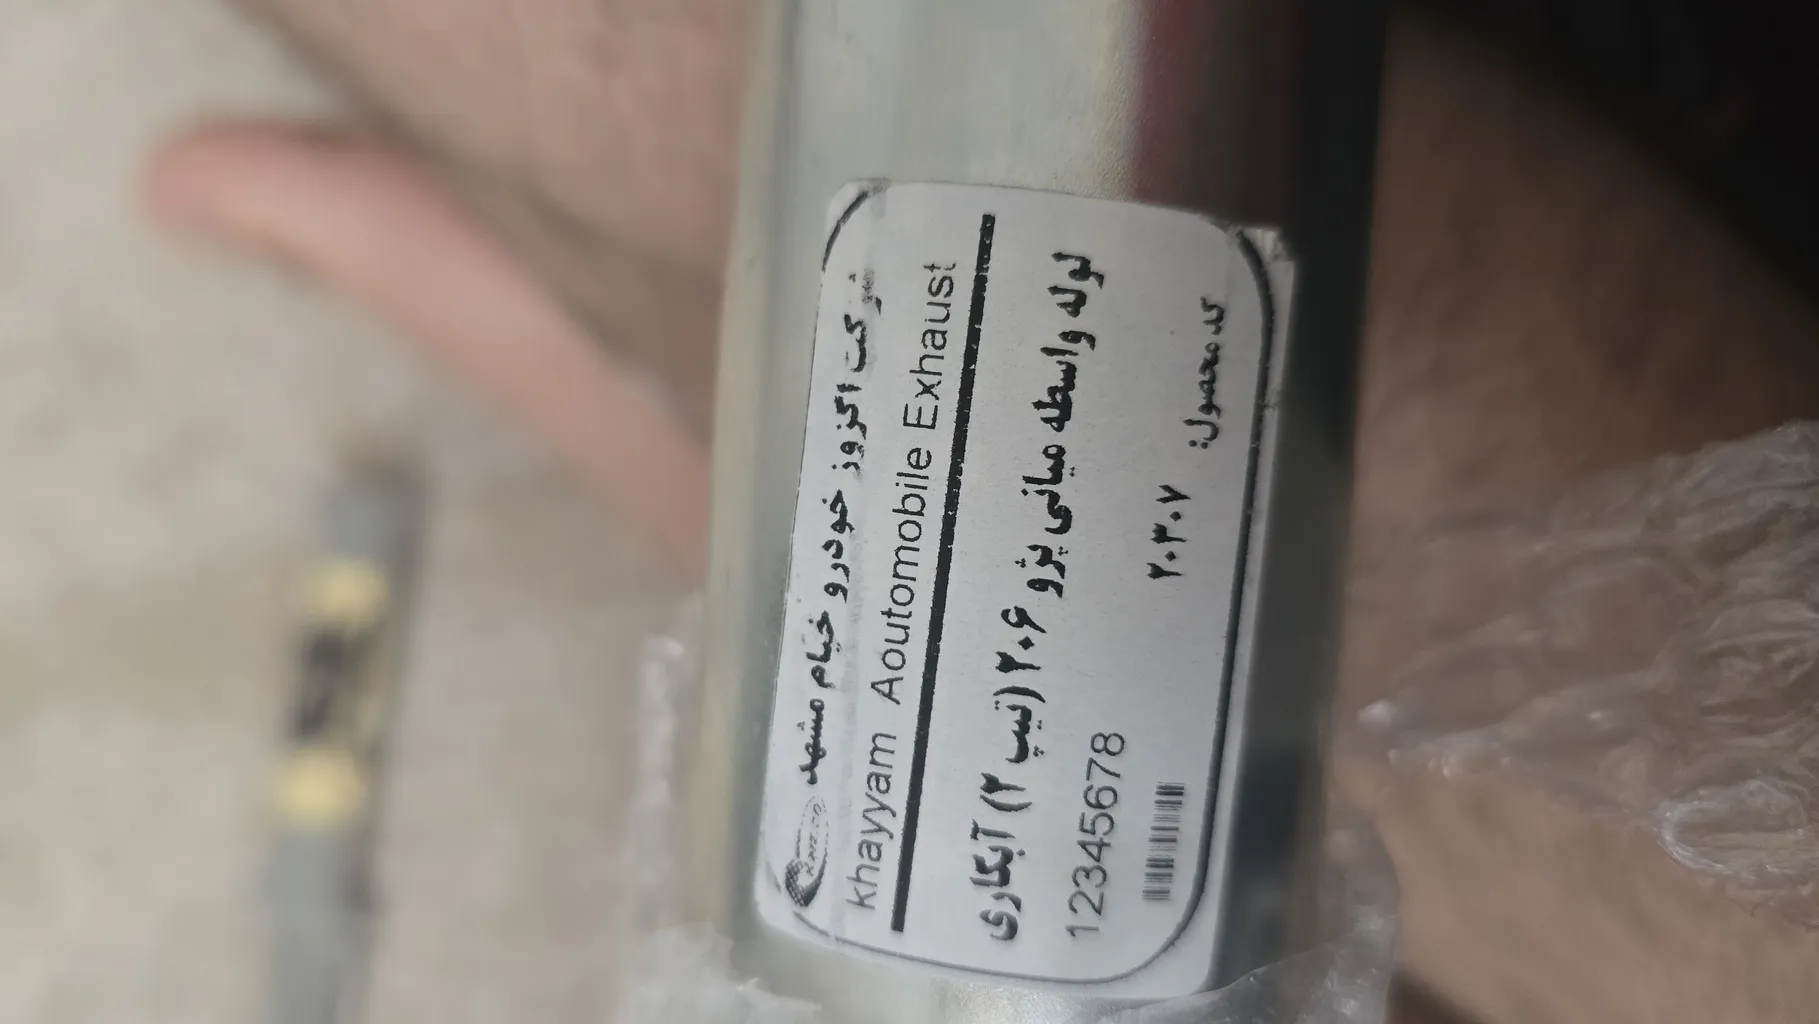 شرکت اگزوز خودرو خیام مشهد
khayyam Aoutomobile Exhaust
لوله واسطه میانی پژو ۲۰۶ (تیپ ۲) آبکاری
کد محصول:
۲۰۳۰۷
12345678